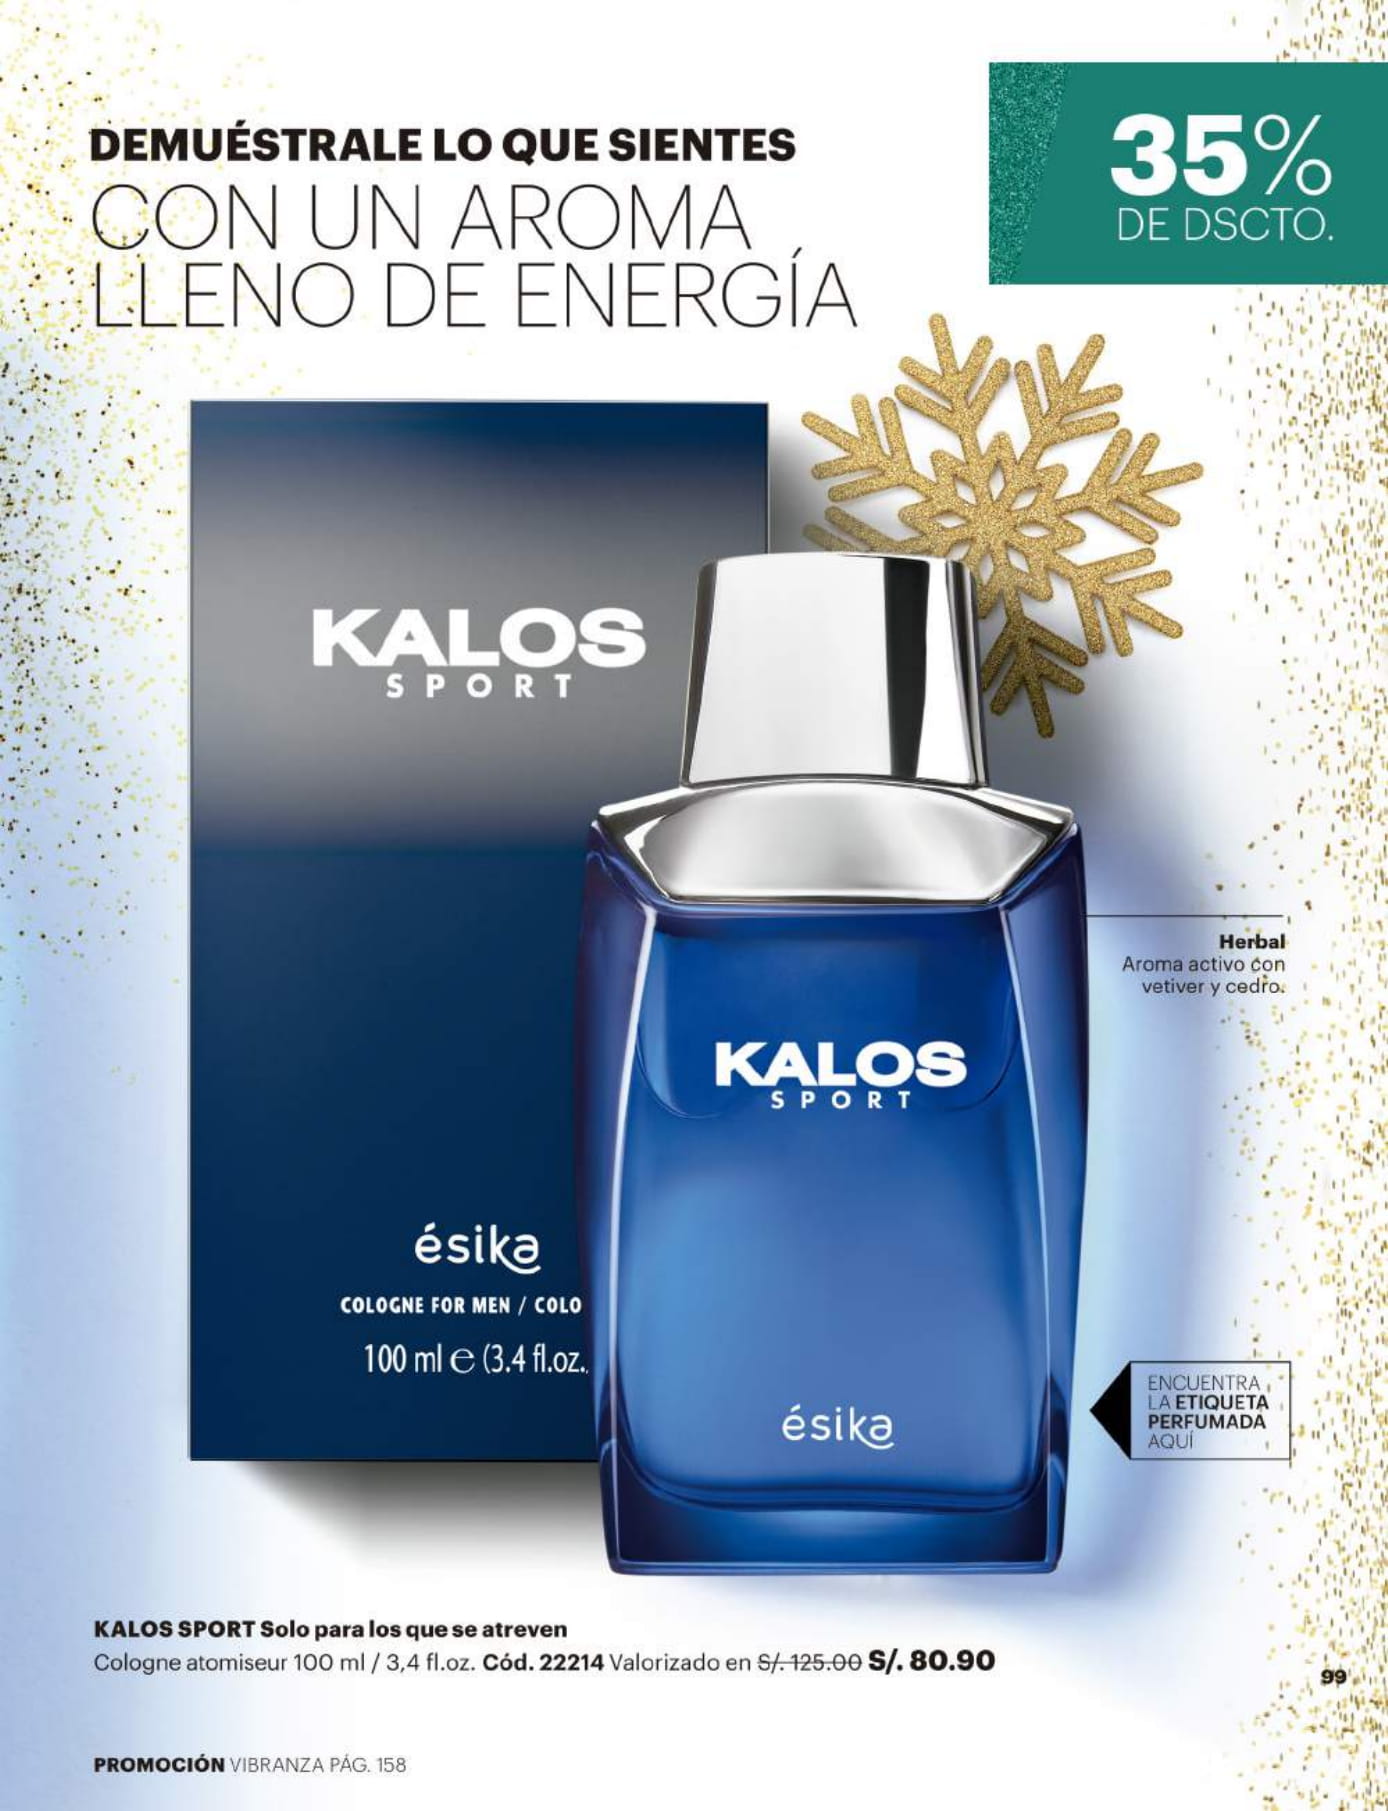 DEMUÉSTRALE LO QUE SIENTES
CON UN AROMA
LLENO DE ENERGÍA
35%
DE DSCTO.
KALOS
SPORT
ésika
COLOGNE FOR MEN / COLO
100 ml e (3.4 fl.oz.
Herbal
Aroma activo con
vetiver y cedro.
KALOS
SPORT
ésika
ENCUENTRA
LA ETIQUETA
PERFUMADA
AQUÍ
KALOS SPORT Solo para los que se atreven
Cologne atomiseur 100 ml / 3,4 fl.oz. Cód. 22214 Valorizado en S/. 125.00 S/. 80.90
99
PROMOCIÓN VIBRANZA PÁG. 158